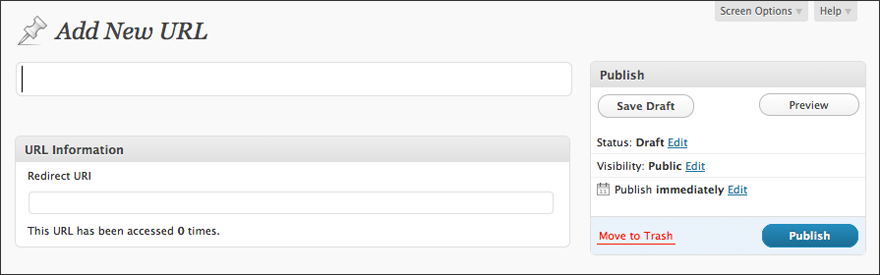 Screen Options Help
Add New URL
Publish
Save Draft Preview
Status: Draft Edit
Visibility: Public Edit
11 Publish immediately Edit
Move to Trash Publish
URL Information
Redirect URI
This URL has been accessed 0 times.